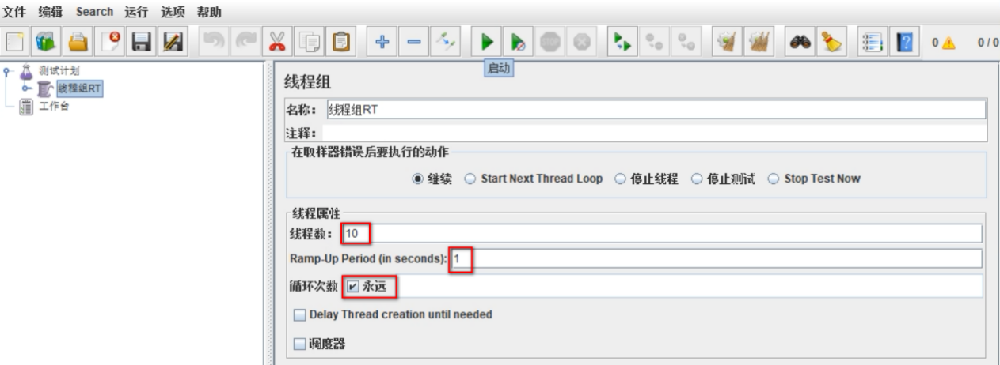 文件 编辑 Search 运行 选项 帮助
0 0/0
启动
测试计划
线程组RT
工作台
线程组
名称: 线程组RT
注释:
在取样器错误后要执行的动作
继续 Start Next Thread Loop 停止线程 停止测试 Stop Test Now
线程属性
线程数: 10
Ramp-Up Period (in seconds): 1
循环次数 永远
Delay Thread creation until needed
调度器